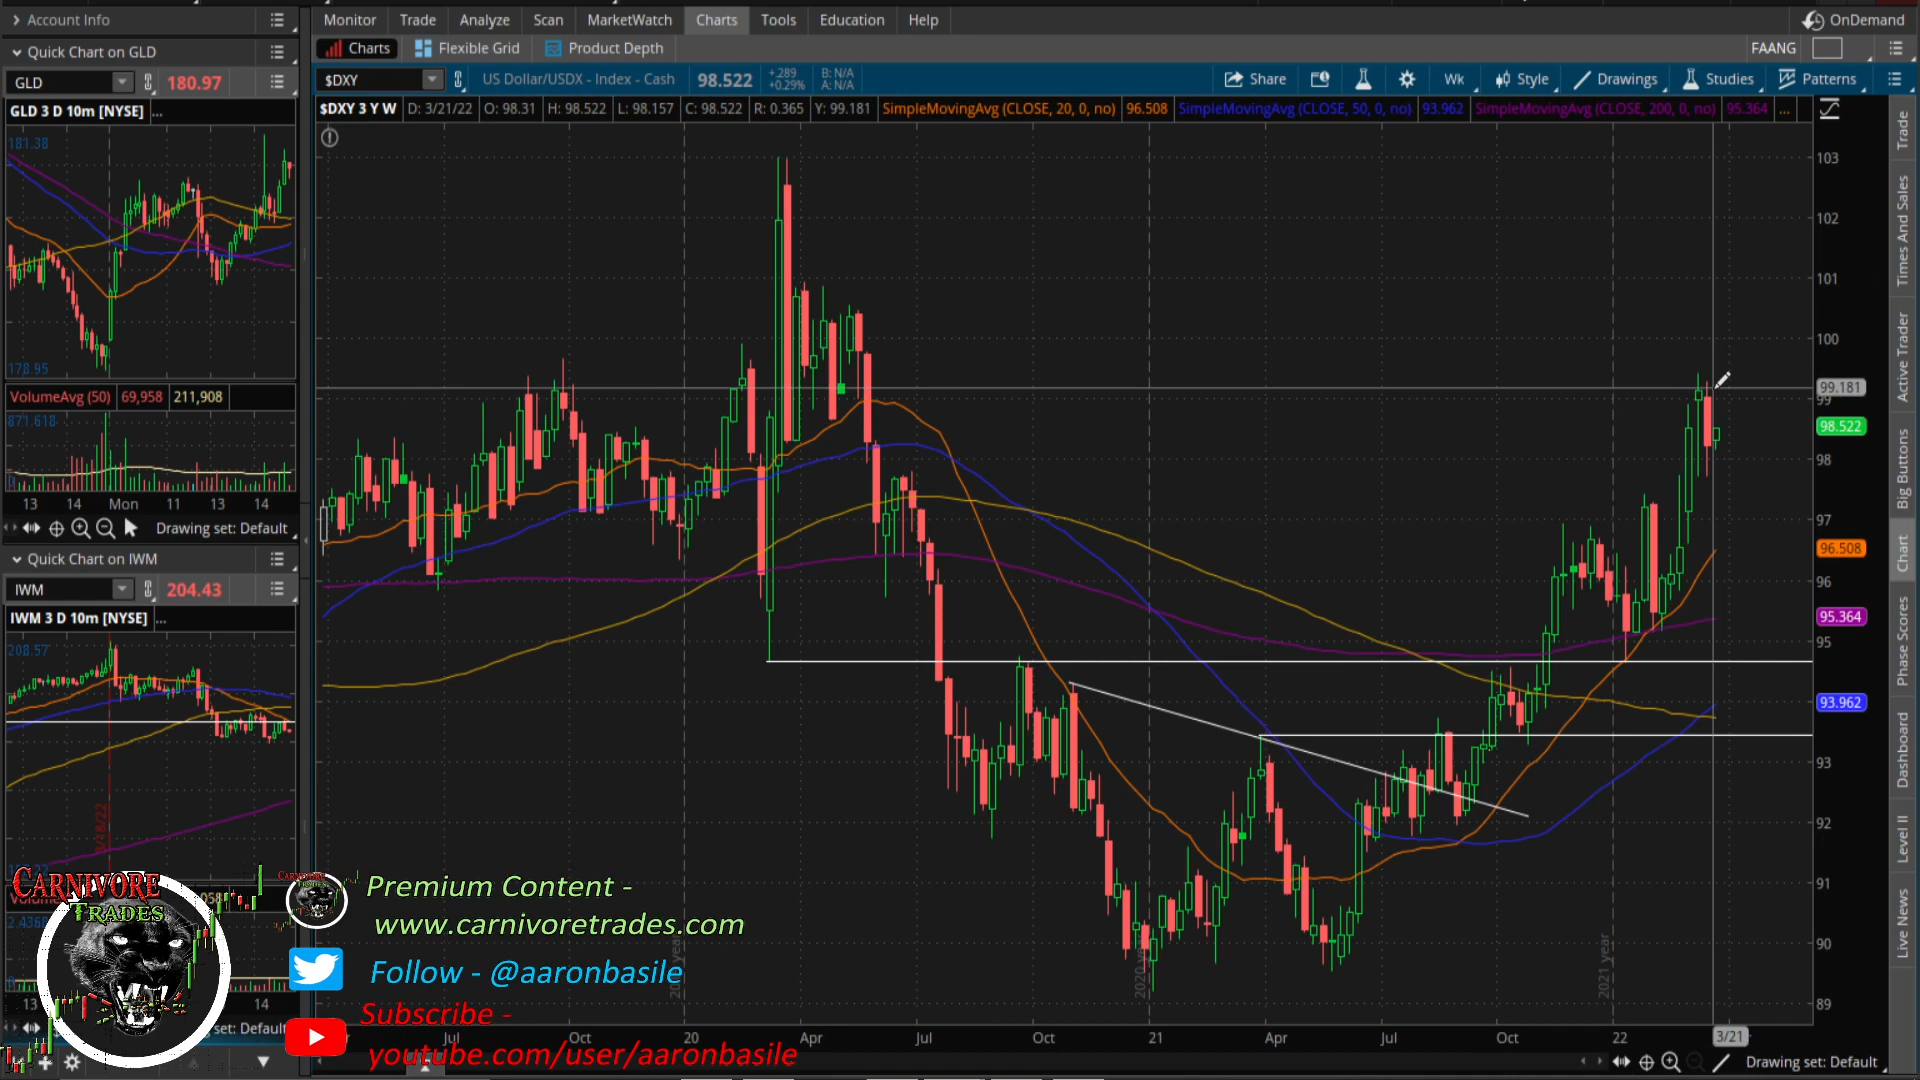 Account Info
Monitor Trade Analyze Scan MarketWatch Charts Tools Education Help OnDemand
Quick Chart on GLD
Charts Flexible Grid Product Depth FAANG
GLD 180.97
$DXY US Dollar/USDX - Index - Cash 98.522 +.289 +0.29% B: N/A A: N/A Share Wk Style Drawings Studies Patterns
GLD 3 D 10m [NYSE] ...
$DXY 3 Y W D: 3/21/22 O: 98.31 H: 98.522 L: 98.157 C: 98.522 R: 0.365 Y: 99.181 SimpleMovingAvg (CLOSE, 20, 0, no) 96.508 SimpleMovingAvg (CLOSE, 50, 0, no) 93.962 SimpleMovingAvg (CLOSE, 200, 0, no) 95.364 ...
181.38
178.95
VolumeAvg (50) 69,958 211,908
871.618
13 14 Mon 11 13 14
Drawing set: Default
Quick Chart on IWM
IWM 204.43
IWM 3 D 10m [NYSE] ...
208.57
103
102
101
100
99.181
99
98.522
98
97
96.508
96
95.364
95
93.962
93
92
91
90
89
Trade
Times And Sales
Active Trader
Big Buttons
Chart
Phase Scores
Dashboard
Level II
Live News
2020 year
2021 year
Jul Oct 20 Apr Jul Oct 21 Apr Jul Oct 22 3/21
Drawing set: Default
CARNIVORE
TRADES
13 14
set: Default
Premium Content -
www.carnivoretrades.com
Follow - @aaronbasile
Subscribe -
youtube.com/user/aaronbasile